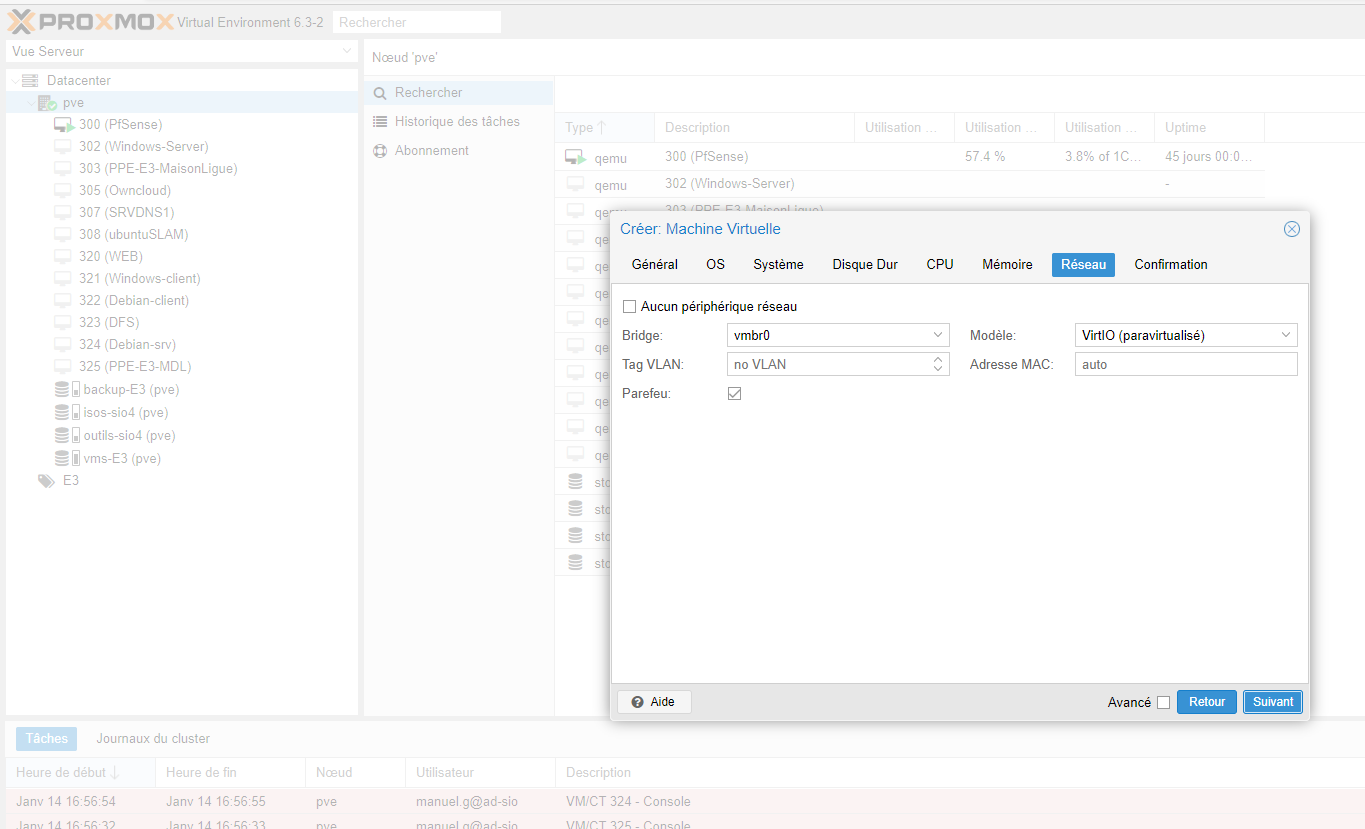 PROXMOX Virtual Environment 6.3-2 Rechercher
Vue Serveur
Datacenter
pve
300 (PfSense)
302 (Windows-Server)
303 (PPE-E3-MaisonLigue)
305 (Owncloud)
307 (SRVDNS1)
308 (ubuntuSLAM)
320 (WEB)
321 (Windows-client)
322 (Debian-client)
323 (DFS)
324 (Debian-srv)
325 (PPE-E3-MDL)
backup-E3 (pve)
isos-sio4 (pve)
outils-sio4 (pve)
vms-E3 (pve)
E3
Nœud 'pve'
Rechercher
Historique des tâches
Abonnement
Type Description Utilisation ... Utilisation ... Utilisation ... Uptime
qemu 300 (PfSense) 57.4 % 3.8% of 1C... 45 jours 00:0...
qemu 302 (Windows-Server) -
qe 303 (PPE-E3-MaisonLigue)
qe
qe
qe
qe
qe
qe
qe
qe
qe
sto
sto
sto
sto
Créer: Machine Virtuelle
Général OS Système Disque Dur CPU Mémoire Réseau Confirmation
Aucun périphérique réseau
Bridge: vmbr0 Modèle: VirtIO (paravirtualisé)
Tag VLAN: no VLAN Adresse MAC: auto
Parefeu:
Aide Avancé Retour Suivant
Tâches Journaux du cluster
Heure de début Heure de fin Nœud Utilisateur Description
Janv 14 16:56:54 Janv 14 16:56:55 pve manuel.g@ad-sio VM/CT 324 - Console
Janv 14 16:56:32 Janv 14 16:56:33 pve manuel.g@ad-sio VM/CT 325 - Console